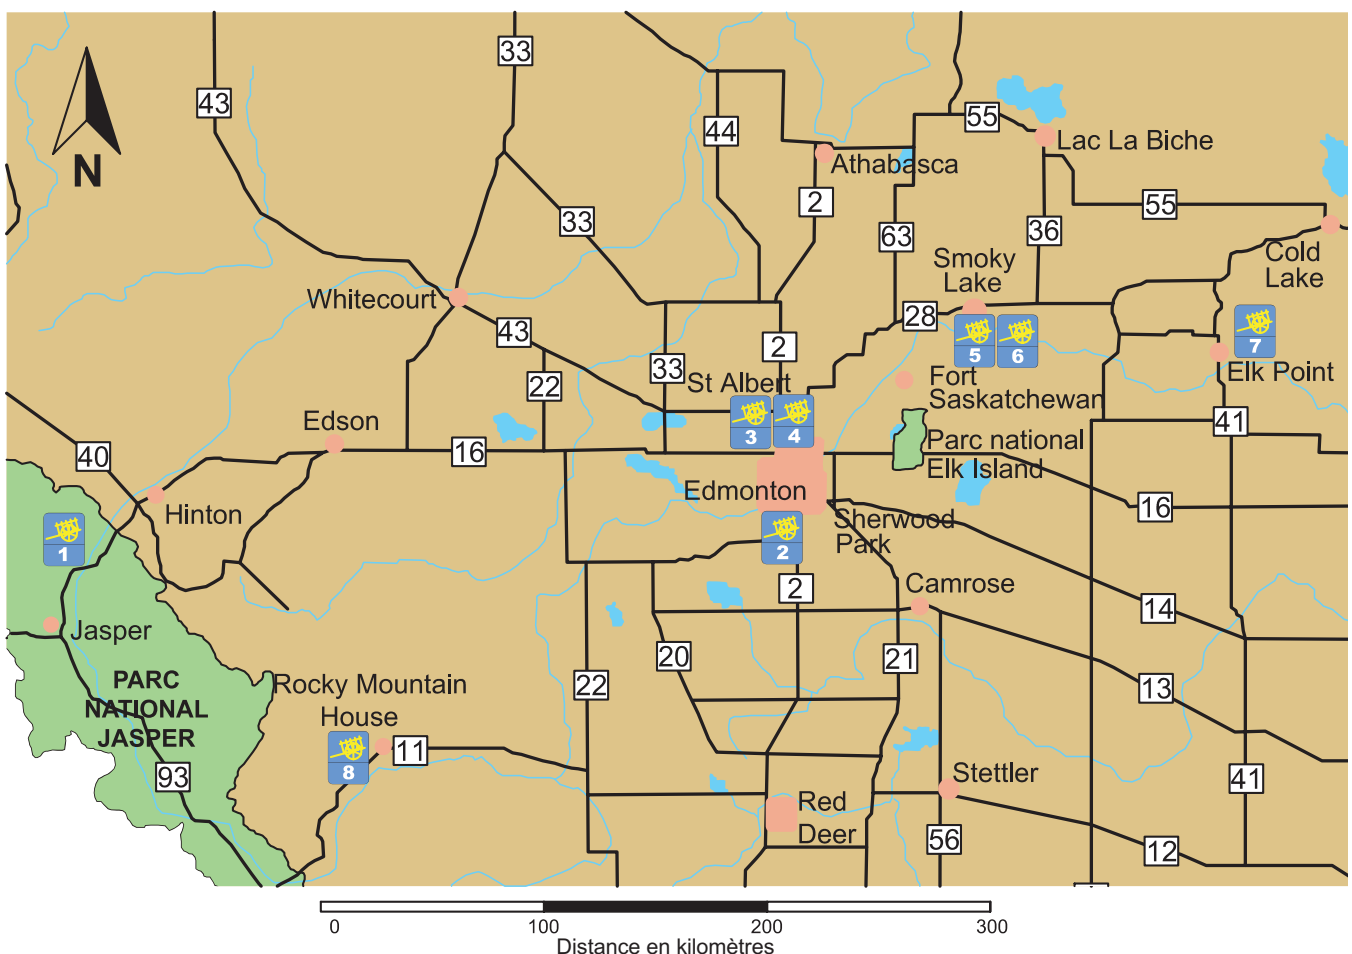 33
43
44
55
Lac La Biche
Athabasca
2
55
33
63
36
Smoky
Lake
Cold
Lake
N
Whitecourt
28
43
2
5
6
7
33
St Albert
22
Fort
Saskatchewan
Elk Point
Edson
3
4
41
16
Parc national
Elk Island
40
Edmonton
Hinton
16
Sherwood
Park
1
2
2
Camrose
14
Jasper
20
21
PARC
NATIONAL
JASPER
Rocky Mountain
House
22
13
11
8
93
Stettler
41
Red
Deer
56
12
0
100
200
300
Distance en kilomètres